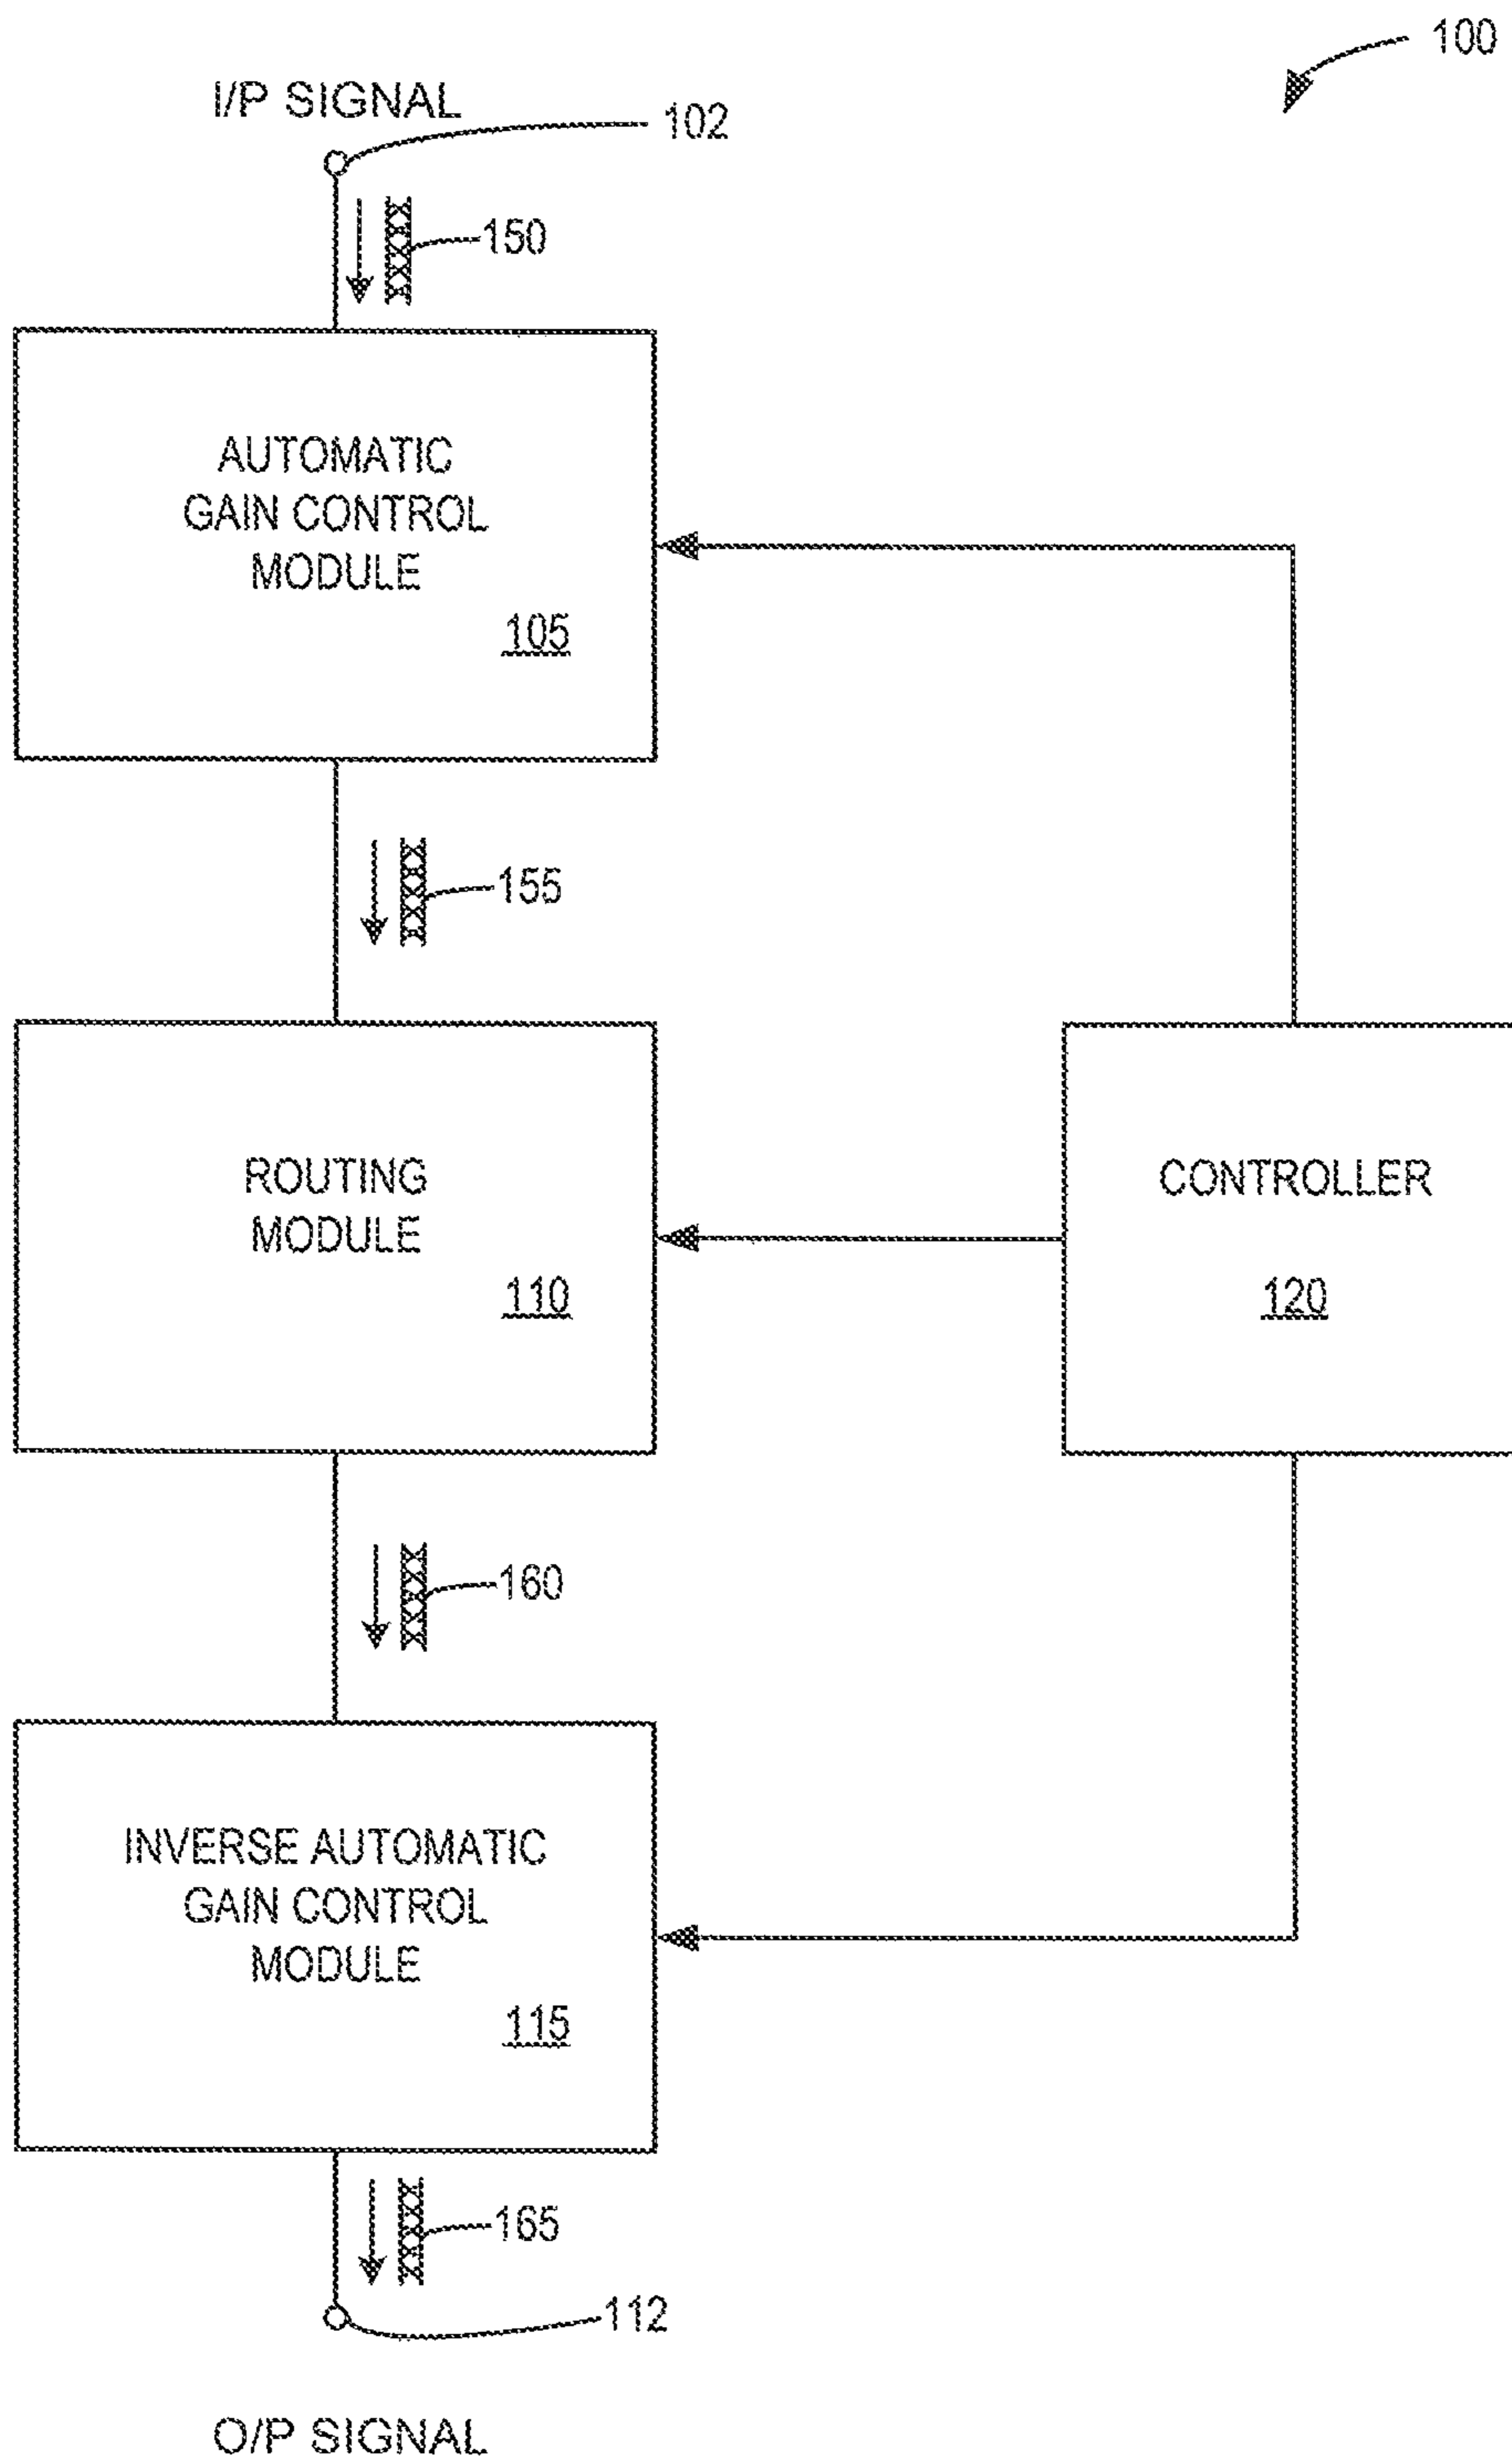 100
I/P SIGNAL
102
150
AUTOMATIC
GAIN CONTROL
MODULE
105
155
ROUTING
MODULE
110
CONTROLLER
120
160
INVERSE AUTOMATIC
GAIN CONTROL
MODULE
115
165
112
O/P SIGNAL